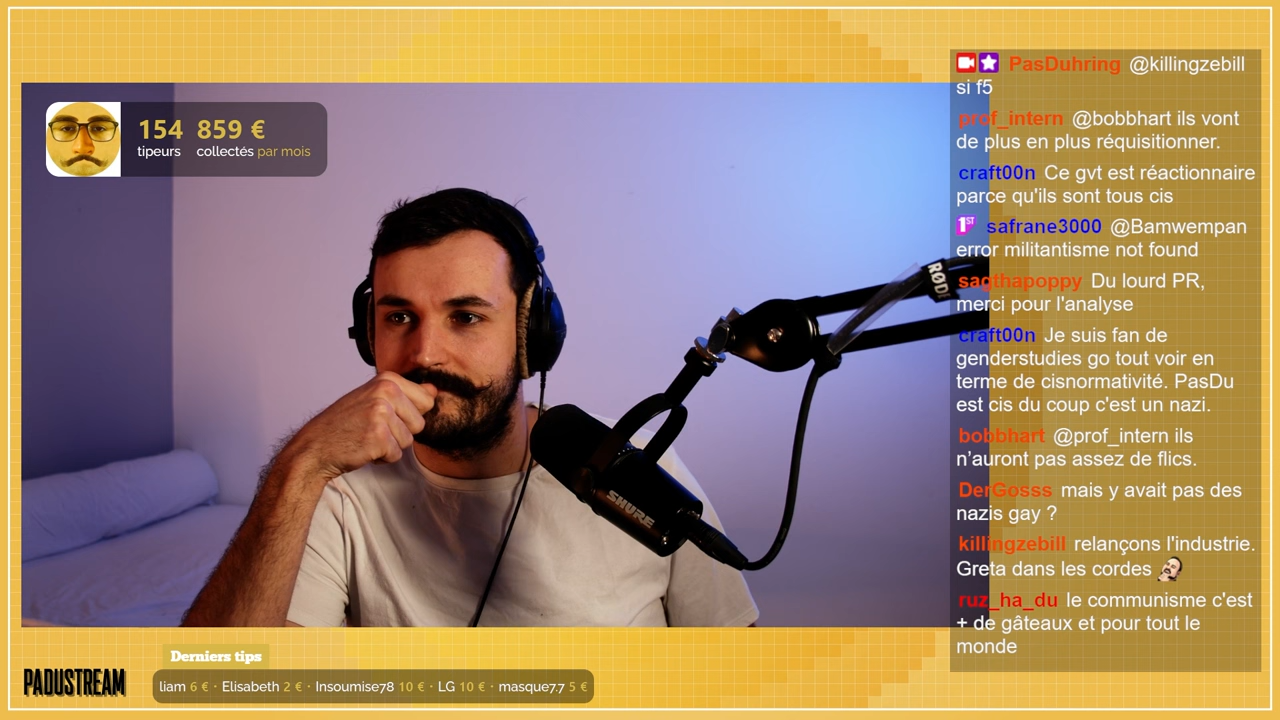 154 859 €
tipeurs collectés par mois
RØDE
SHURE
PasDuhring @killingzebill
si f5
prof_intern @bobbhart ils vont
de plus en plus réquisitionner.
craft00n Ce gvt est réactionnaire
parce qu'ils sont tous cis
1ST safrane3000 @Bamwempan
error militantisme not found
sagthapoppy Du lourd PR,
merci pour l'analyse
craft00n Je suis fan de
genderstudies go tout voir en
terme de cisnormativité. PasDu
est cis du coup c'est un nazi.
bobbhart @prof_intern ils
n’auront pas assez de flics.
DerGosss mais y avait pas des
nazis gay ?
killingzebill relançons l'industrie.
Greta dans les cordes
ruz_ha_du le communisme c'est
+ de gâteaux et pour tout le
monde
Derniers tips
PADUSTREAM
liam 6 € · Elisabeth 2 € · Insoumise78 10 € · LG 10 € · masque7.7 5 €